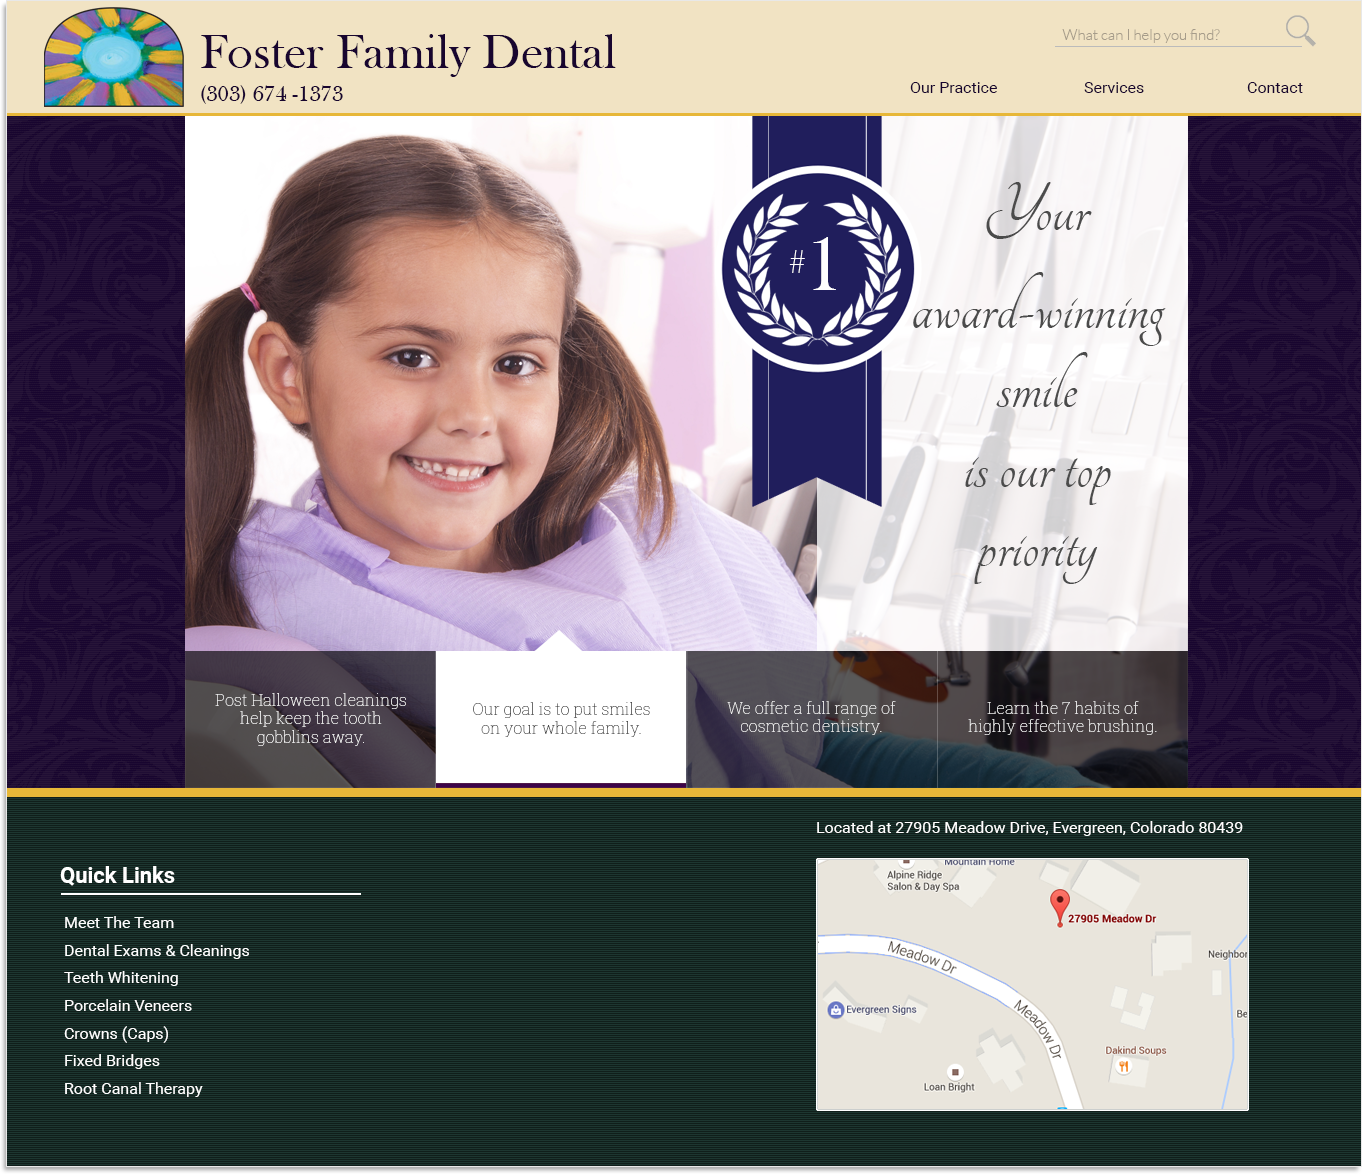 Foster Family Dental
(303) 674 -1373
What can I help you find?
Our Practice
Services
Contact
#1
Your
award-winning
smile
is our top
priority
Post Halloween cleanings
help keep the tooth
gobblins away.
Our goal is to put smiles
on your whole family.
We offer a full range of
cosmetic dentistry.
Learn the 7 habits of
highly effective brushing.
Quick Links
Meet The Team
Dental Exams & Cleanings
Teeth Whitening
Porcelain Veneers
Crowns (Caps)
Fixed Bridges
Root Canal Therapy
Located at 27905 Meadow Drive, Evergreen, Colorado 80439
Mountain Home
Alpine Ridge
Salon & Day Spa
27905 Meadow Dr
Meadow Dr
Neighbor
Evergreen Signs
Meadow Dr
Be
Dakind Soups
Loan Bright